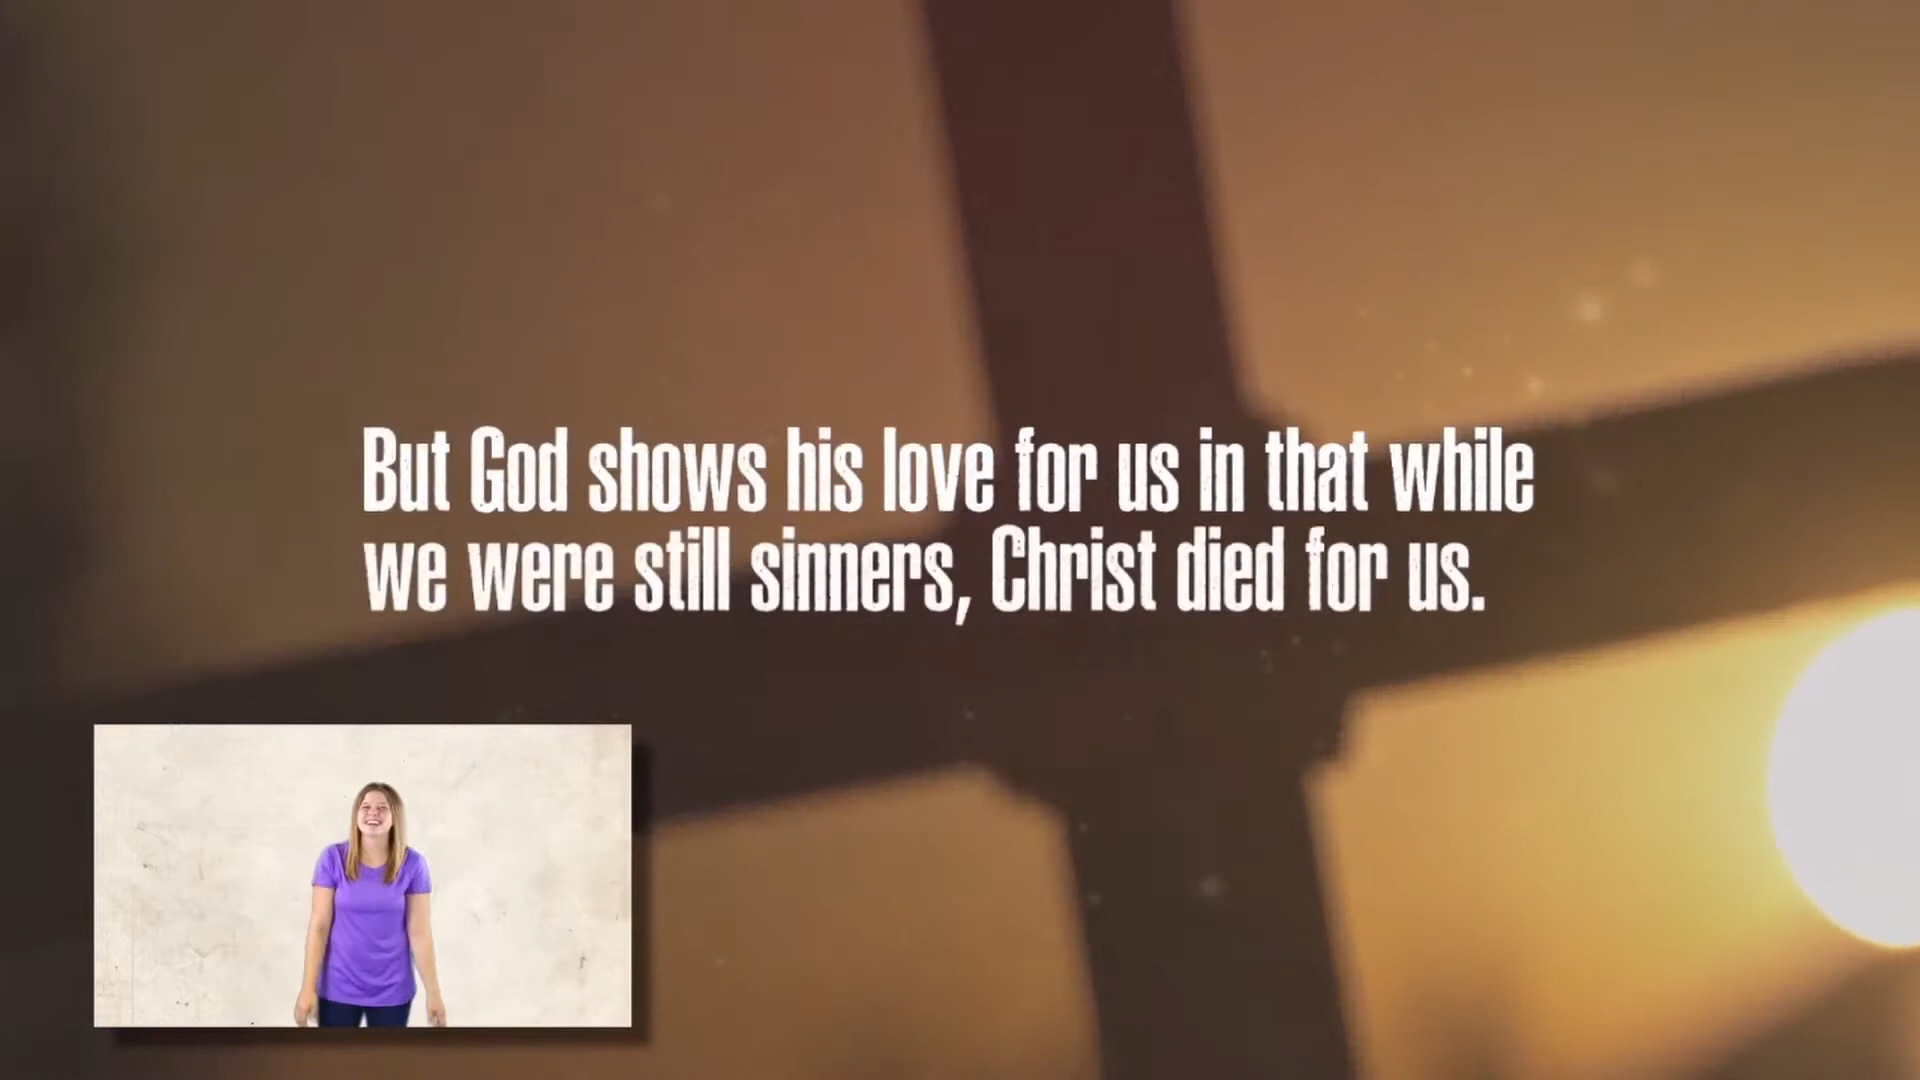 But God shows his love for us in that while
we were still sinners, Christ died for us.